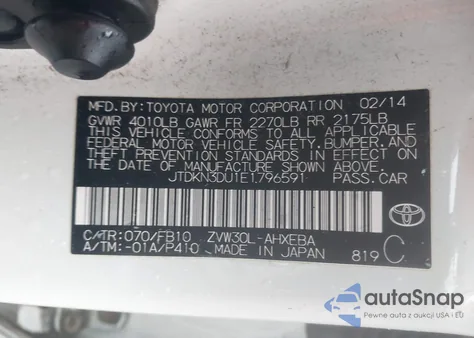 MFD. BY: TOYOTA MOTOR CORPORATION 02/14
GVWR 4010LB GAWR FR 2270LB RR 2175LB
THIS VEHICLE CONFORMS TO ALL APPLICABLE
FEDERAL MOTOR VEHICLE SAFETY, BUMPER, AND
THEFT PREVENTION STANDARDS IN EFFECT ON THE DATE
OF MANUFACTURE SHOWN ABOVE.
JTDKN3DU1E1796591 PASS.CAR
C/TR: 070/FB10 ZVW30L-AHXEBA
A/TM: -01A/P410 MADE IN JAPAN 819 C
TOYOTA
autaSnap
Pewne auta z aukcji USA i EU